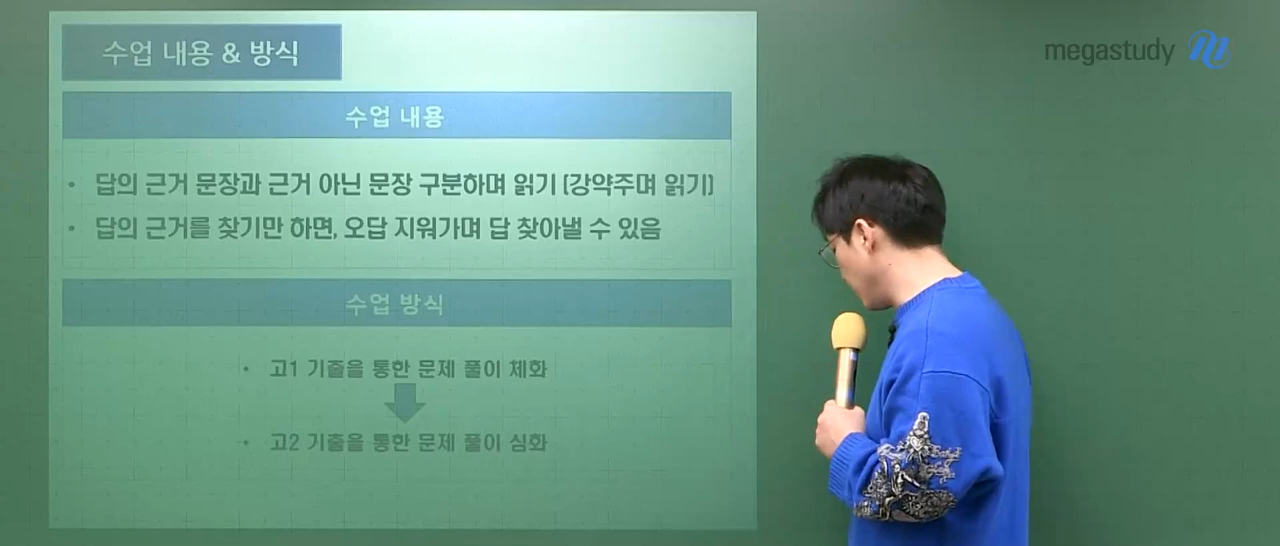 수업 내용 & 방식
megastudy
수업 내용
• 답의 근거 문장과 근거 아닌 문장 구분하며 읽기 (강약주며 읽기)
• 답의 근거를 찾기만 하면, 오답 지워가며 답 찾아낼 수 있음
수업 방식
• 고1 기출을 통한 문제 풀이 체화
• 고2 기출을 통한 문제 풀이 심화